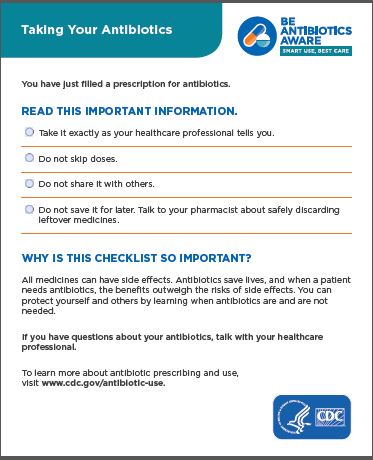 Taking Your Antibiotics
BE
ANTIBIOTICS
AWARE
SMART USE, BEST CARE
You have just filled a prescription for antibiotics.
READ THIS IMPORTANT INFORMATION.
Take it exactly as your healthcare professional tells you.
Do not skip doses.
Do not share it with others.
Do not save it for later. Talk to your pharmacist about safely discarding
leftover medicines.
WHY IS THIS CHECKLIST SO IMPORTANT?
All medicines can have side effects. Antibiotics save lives, and when a patient
needs antibiotics, the benefits outweigh the risks of side effects. You can
protect yourself and others by learning when antibiotics are and are not
needed.
If you have questions about your antibiotics, talk with your healthcare
professional.
To learn more about antibiotic prescribing and use,
visit www.cdc.gov/antibiotic-use.
CDC